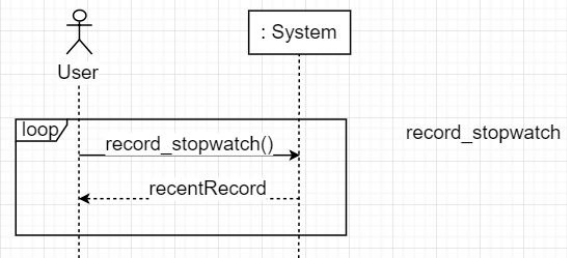 : System
User
loop
record_stopwatch()
record_stopwatch
recentRecord